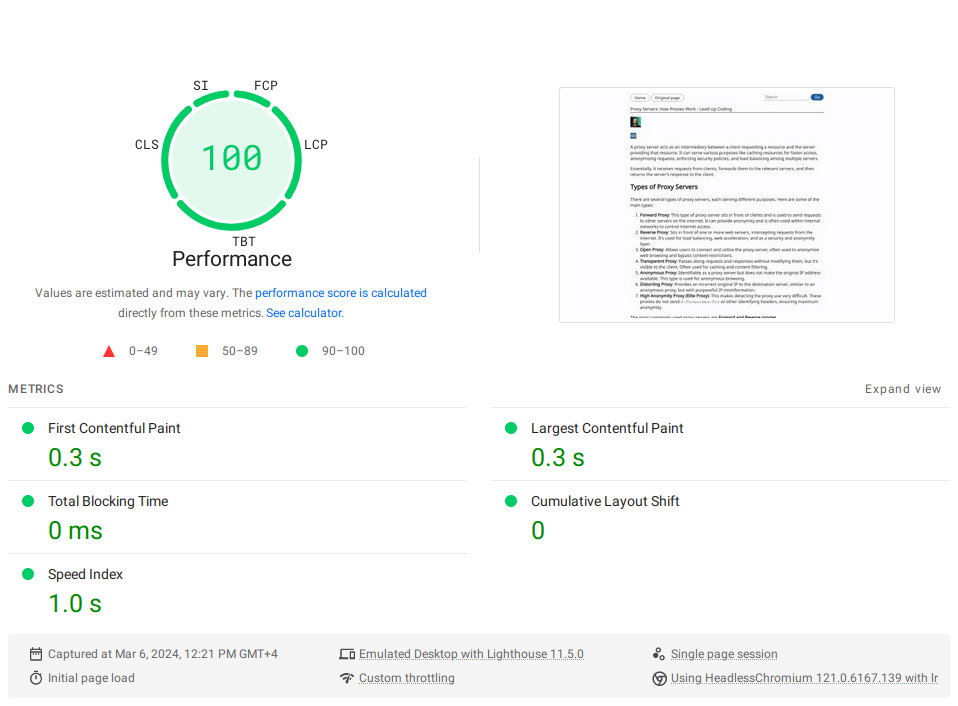 SI
FCP
CLS
100
LCP
TBT
Performance
Values are estimated and may vary. The performance score is calculated
directly from these metrics. See calculator.
0–49
50–89
90–100
Home
Original page
Search
Go
Proxy Servers: How Proxies Work - Level Up Coding
A proxy server acts as an intermediary between a client requesting a resource and the server
providing that resource. It can serve various purposes like caching resources for faster access,
anonymizing requests, enforcing security policies, and load balancing among multiple servers.
Essentially, it receives requests from clients, forwards them to the relevant servers, and then
returns the server's response to the client.
Types of Proxy Servers
There are several types of proxy servers, each serving different purposes. Here are some of the
main types:
1. Forward Proxy: This type of proxy server sits in front of clients and is used to send requests
to other servers on the internet. It can provide anonymity and is often used within internal
networks to control internet access.
2. Reverse Proxy: Sits in front of one or more web servers, intercepting requests from the
internet. It's used for load balancing, web acceleration, and as a security and anonymity
layer.
3. Open Proxy: Allows users to connect and utilize the proxy server, often used to anonymize
web browsing and bypass content restrictions.
4. Transparent Proxy: Passes along requests and responses without modifying them, but it's
visible to the client. Often used for caching and content filtering.
5. Anonymous Proxy: Identifiable as a proxy server but does not make the original IP address
available. This type is used for anonymous browsing.
6. Distorting Proxy: Provides an incorrect original IP to the destination server, similar to an
anonymous proxy, but with purposeful IP misinformation.
7. High Anonymity Proxy (Elite Proxy): This makes detecting the proxy use very difficult. These
proxies do not send X-Forwarded-For or other identifying headers, ensuring maximum
anonymity.
The most commonly used proxy servers are Forward and Reverse proxies.
METRICS
Expand view
First Contentful Paint
0.3 s
Largest Contentful Paint
0.3 s
Total Blocking Time
0 ms
Cumulative Layout Shift
0
Speed Index
1.0 s
Captured at Mar 6, 2024, 12:21 PM GMT+4
Emulated Desktop with Lighthouse 11.5.0
Single page session
Initial page load
Custom throttling
Using HeadlessChromium 121.0.6167.139 with lr